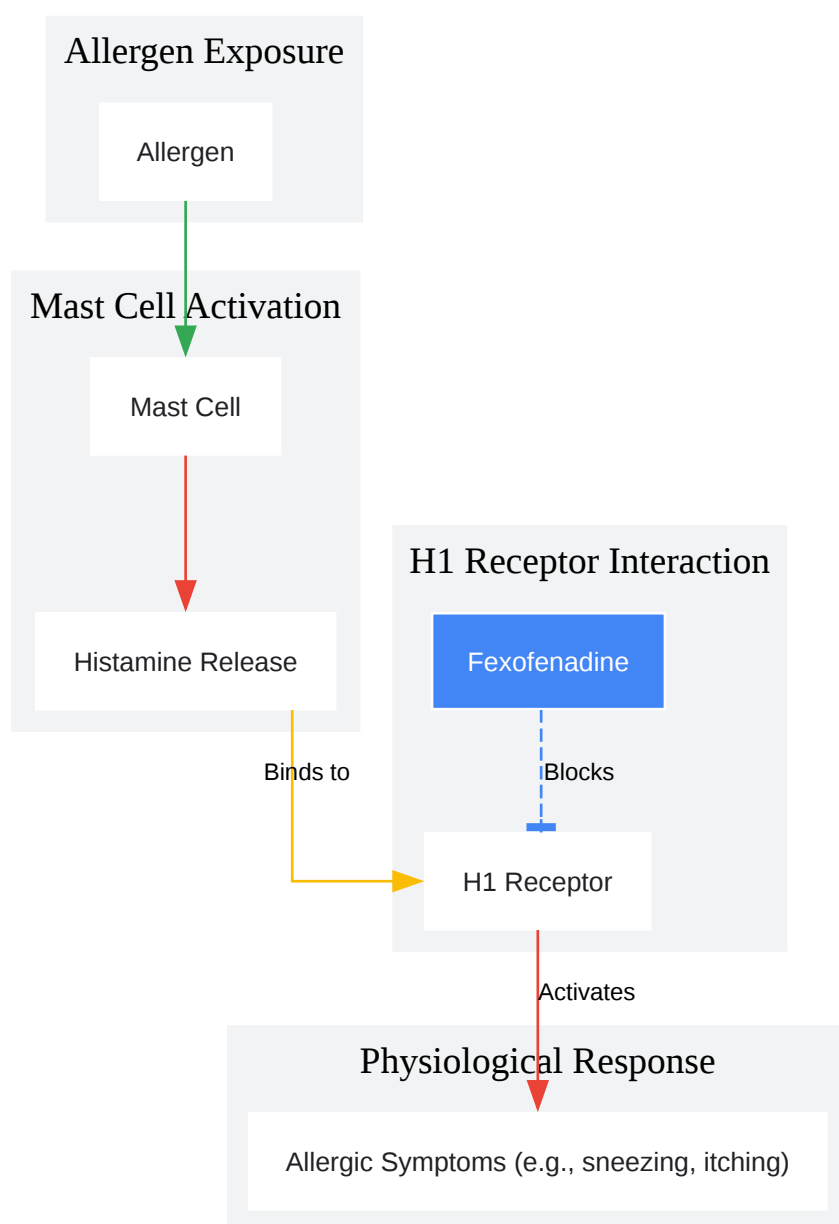 Allergen Exposure
Allergen
Mast Cell Activation
Mast Cell
Histamine Release
Binds to
H1 Receptor Interaction
Fexofenadine
Blocks
H1 Receptor
Activates
Physiological Response
Allergic Symptoms (e.g., sneezing, itching)